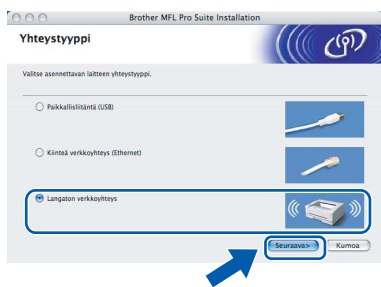 Brother MFL Pro Suite Installation
Yhteystyyppi
Valitse asennettavan laitteen yhteystyyppi.
Paikallisliitäntä (USB)
Kiinteä verkkoyhteys (Ethernet)
Langaton verkkoyhteys
Seuraava> Kumoa